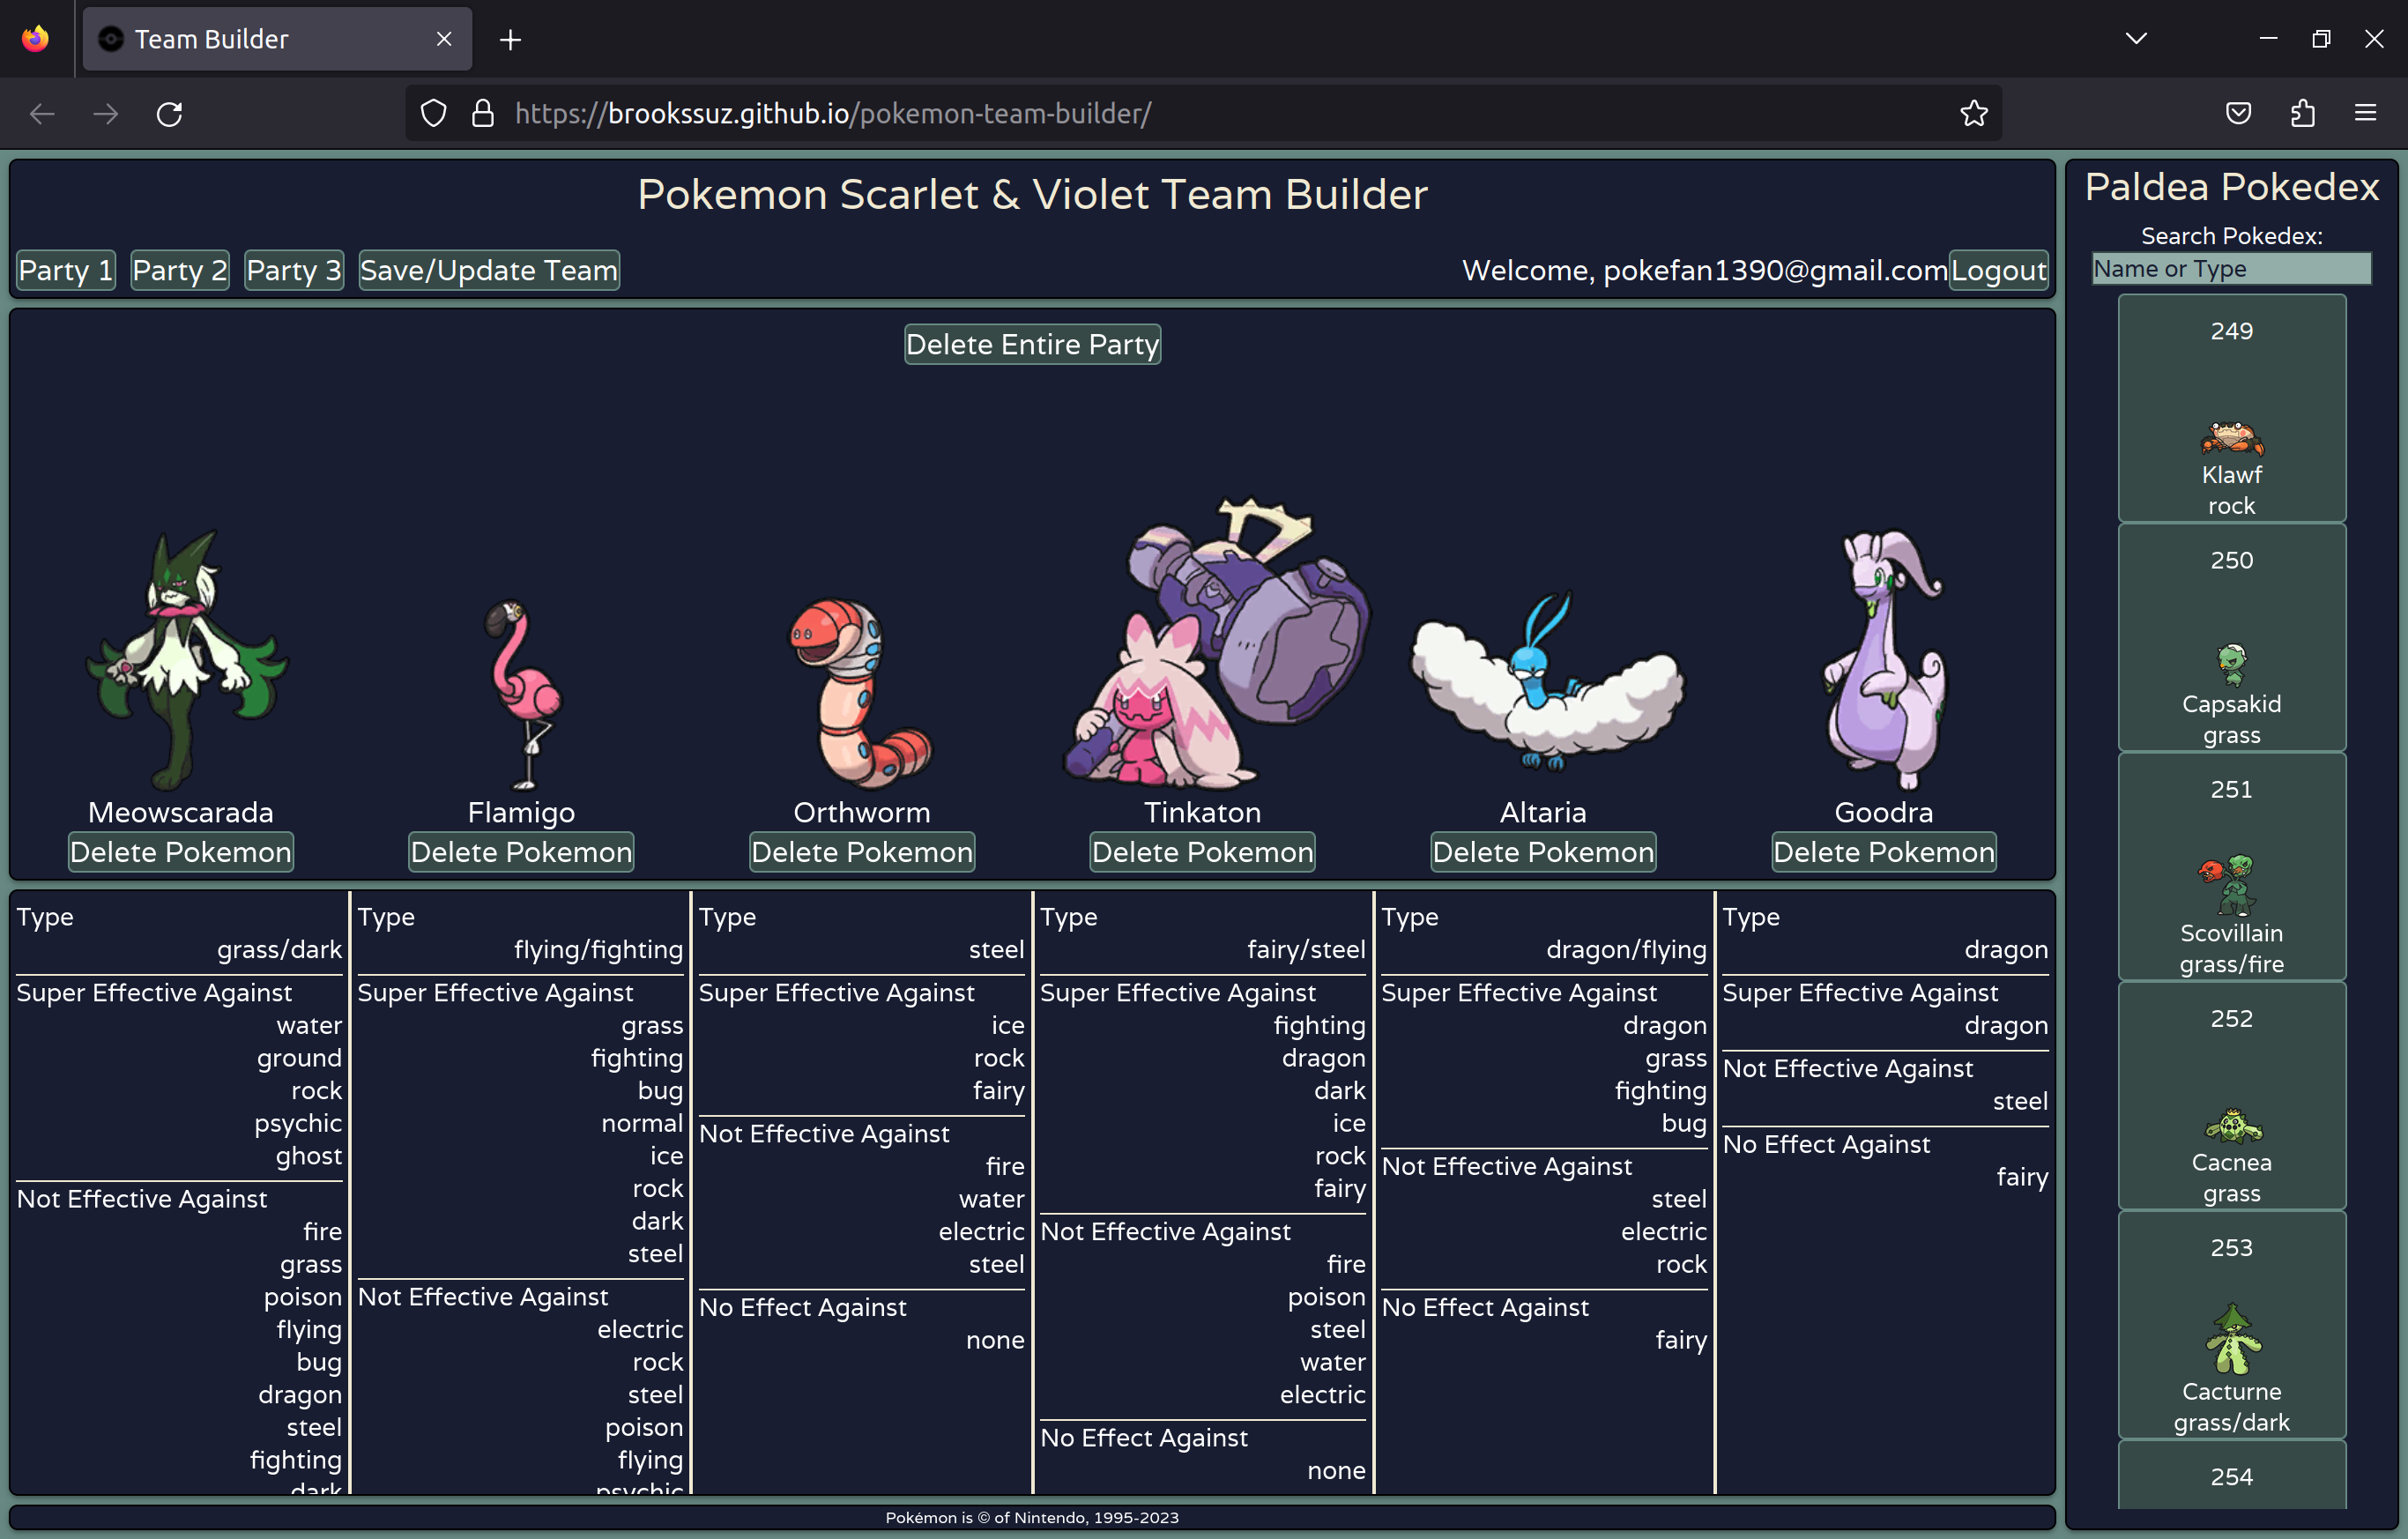 Team Builder
https://brookssuz.github.io/pokemon-team-builder/
Pokemon Scarlet & Violet Team Builder
Party 1 Party 2 Party 3 Save/Update Team Welcome, pokefan1390@gmail.com Logout
Delete Entire Party
Meowscarada Flamigo Orthworm Tinkaton Altaria Goodra
Delete Pokemon Delete Pokemon Delete Pokemon Delete Pokemon Delete Pokemon Delete Pokemon
Type
grass/dark
Super Effective Against
water
ground
rock
psychic
ghost
Not Effective Against
fire
grass
poison
flying
bug
dragon
steel
fighting
dark
Type
flying/fighting
Super Effective Against
grass
fighting
bug
normal
ice
rock
dark
steel
Not Effective Against
electric
rock
steel
poison
flying
psychic
Type
steel
Super Effective Against
ice
rock
fairy
Not Effective Against
fire
water
electric
steel
No Effect Against
none
Type
fairy/steel
Super Effective Against
fighting
dragon
dark
ice
rock
fairy
Not Effective Against
fire
poison
steel
water
electric
No Effect Against
none
Type
dragon/flying
Super Effective Against
dragon
grass
fighting
bug
Not Effective Against
steel
electric
rock
No Effect Against
fairy
Type
dragon
Super Effective Against
dragon
Not Effective Against
steel
No Effect Against
fairy
Pokémon is © of Nintendo, 1995-2023
Paldea Pokedex
Search Pokedex:
Name or Type
249
Klawf
rock
250
Capsakid
grass
251
Scovillain
grass/fire
252
Cacnea
grass
253
Cacturne
grass/dark
254